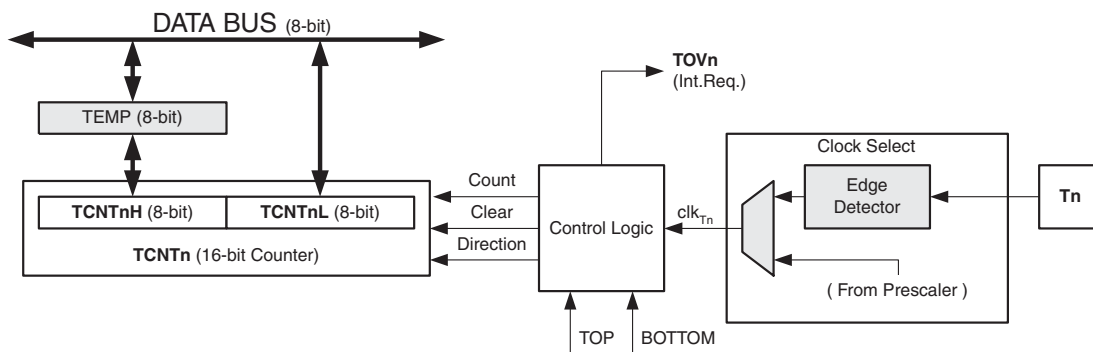 DATA BUS (8-bit)
TOVn
(Int.Req.)
TEMP (8-bit)
Clock Select
Count
Edge
Detector
Tn
TCNTnH (8-bit) TCNTnL (8-bit)
Clear
Control Logic
clkTn
TCNTn (16-bit Counter)
Direction
( From Prescaler )
TOP
BOTTOM